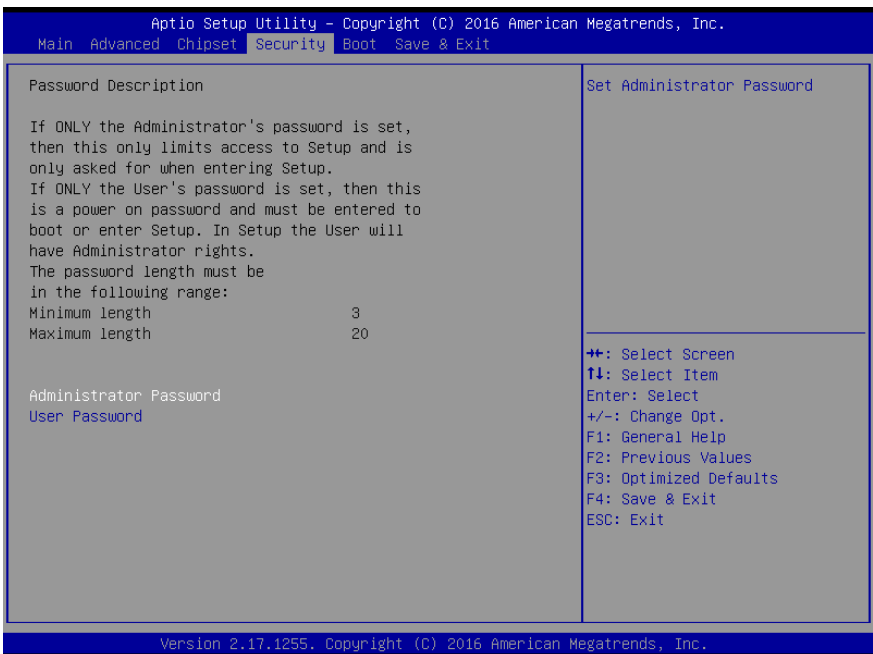 Aptio Setup Utility – Copyright (C) 2016 American Megatrends, Inc.
Main Advanced Chipset Security Boot Save & Exit
Password Description
If ONLY the Administrator's password is set,
then this only limits access to Setup and is
only asked for when entering Setup.
If ONLY the User's password is set, then this
is a power on password and must be entered to
boot or enter Setup. In Setup the User will
have Administrator rights.
The password length must be
in the following range:
Minimum length 3
Maximum length 20
Administrator Password
User Password
Set Administrator Password
→←: Select Screen
↑↓: Select Item
Enter: Select
+/-: Change Opt.
F1: General Help
F2: Previous Values
F3: Optimized Defaults
F4: Save & Exit
ESC: Exit
Version 2.17.1255. Copyright (C) 2016 American Megatrends, Inc.